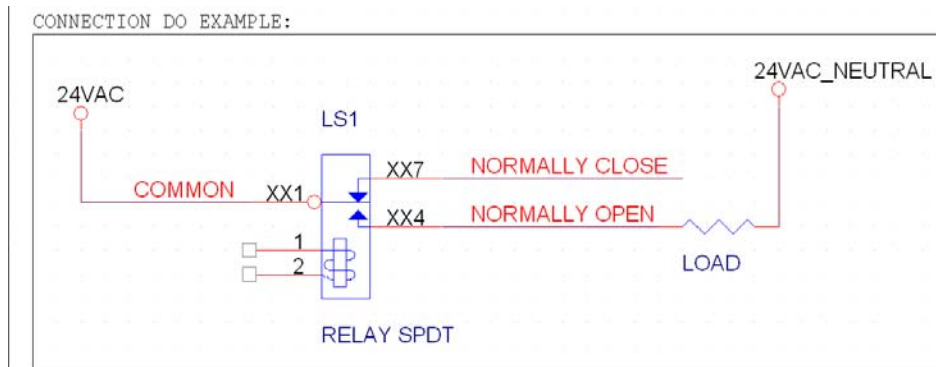 CONNECTION DO EXAMPLE:
24VAC_NEUTRAL
24VAC
LS1
XX7 NORMALLY CLOSE
COMMON XX1
XX4 NORMALLY OPEN
1
LOAD
2
RELAY SPDT